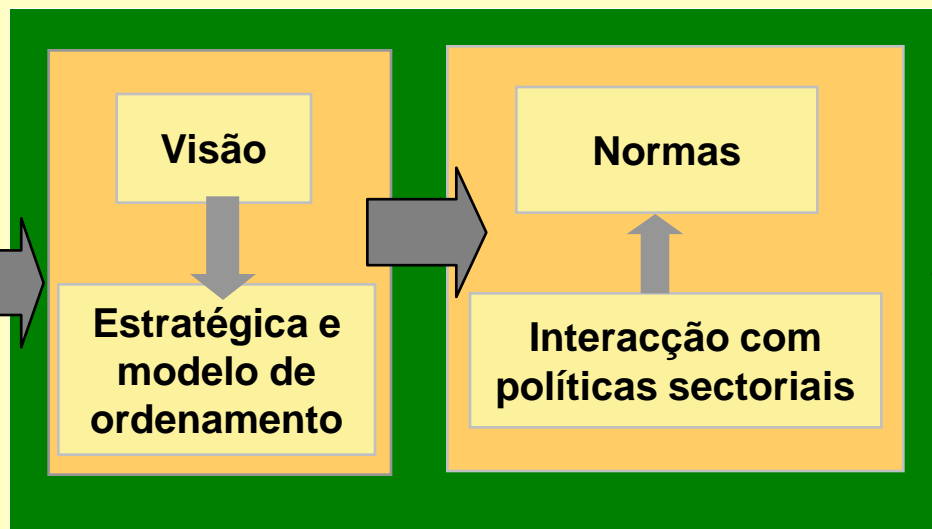 Visão
Estratégica e
modelo de
ordenamento
Normas
Interacção com
políticas sectoriais